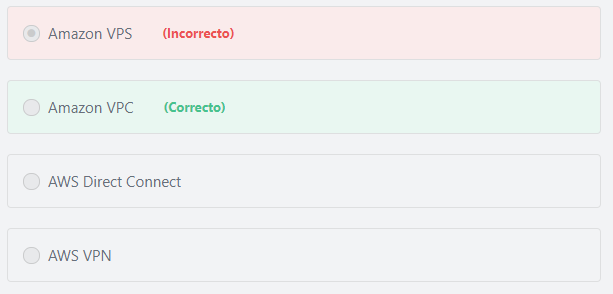 Amazon VPS (Incorrecto)
Amazon VPC (Correcto)
AWS Direct Connect
AWS VPN